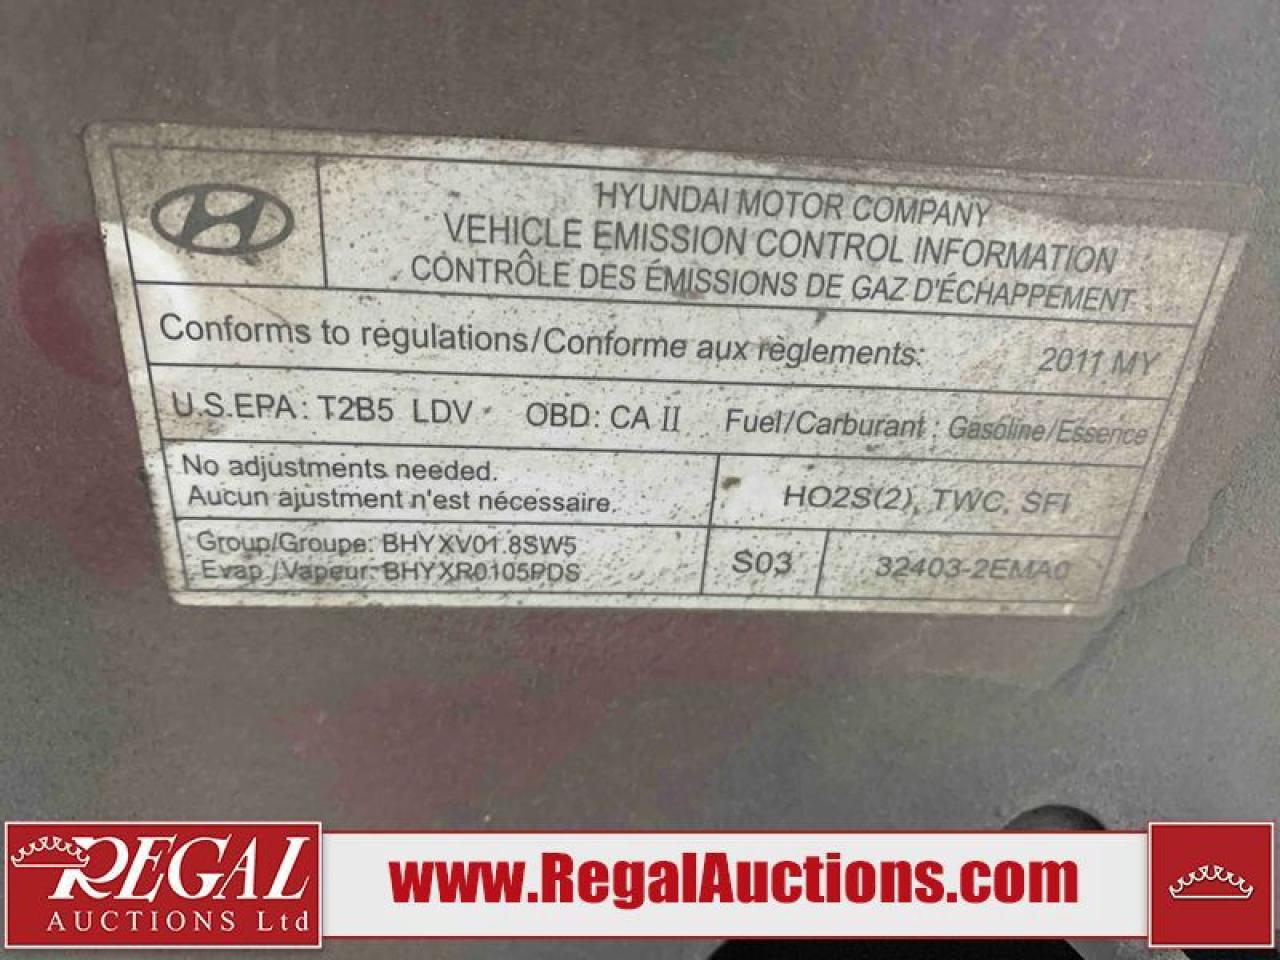 HYUNDAI MOTOR COMPANY
VEHICLE EMISSION CONTROL INFORMATION
CONTRÔLE DES ÉMISSIONS DE GAZ D'ÉCHAPPEMENT
Conforms to regulations/Conforme aux règlements: 2011 MY
U.S.EPA: T2B5 LDV OBD: CA II Fuel/Carburant : Gasoline/Essence
No adjustments needed.
Aucun ajustment n'est nécessaire.
HO2S(2), TWC, SFI
Group/Groupe: BHYXV01.8SW5
Evap./Vapeur: BHYXR0105PDS
S03
32403-2EMA0
REGAL
AUCTIONS Ltd
www.RegalAuctions.com